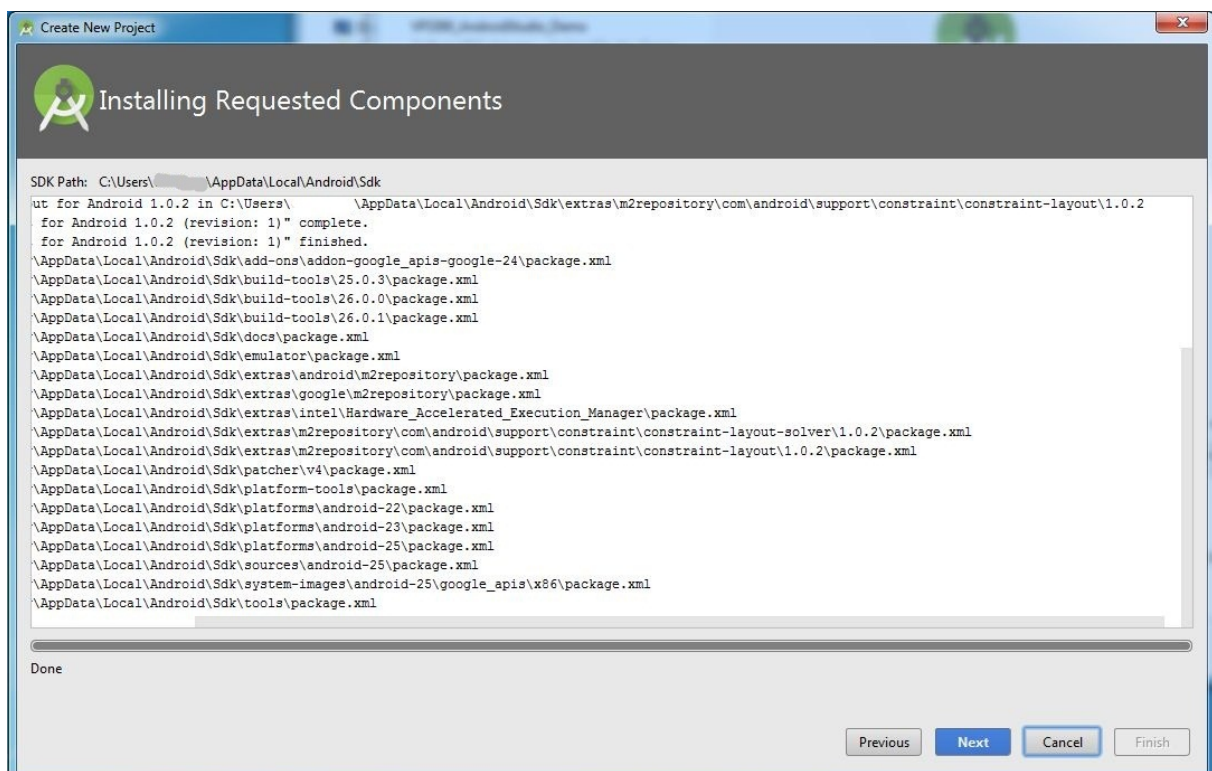 Create New Project
Installing Requested Components
SDK Path: C:\Users\ \AppData\Local\Android\Sdk
ut for Android 1.0.2 in C:\Users\ \AppData\Local\Android\Sdk\extras\m2repository\com\android\support\constraint\constraint-layout\1.0.2
for Android 1.0.2 (revision: 1)" complete.
for Android 1.0.2 (revision: 1)" finished.
\AppData\Local\Android\Sdk\add-ons\addon-google_apis-google-24\package.xml
\AppData\Local\Android\Sdk\build-tools\25.0.3\package.xml
\AppData\Local\Android\Sdk\build-tools\26.0.0\package.xml
\AppData\Local\Android\Sdk\build-tools\26.0.1\package.xml
\AppData\Local\Android\Sdk\docs\package.xml
\AppData\Local\Android\Sdk\emulator\package.xml
\AppData\Local\Android\Sdk\extras\android\m2repository\package.xml
\AppData\Local\Android\Sdk\extras\google\m2repository\package.xml
\AppData\Local\Android\Sdk\extras\intel\Hardware_Accelerated_Execution_Manager\package.xml
\AppData\Local\Android\Sdk\extras\m2repository\com\android\support\constraint\constraint-layout-solver\1.0.2\package.xml
\AppData\Local\Android\Sdk\extras\m2repository\com\android\support\constraint\constraint-layout\1.0.2\package.xml
\AppData\Local\Android\Sdk\patcher\v4\package.xml
\AppData\Local\Android\Sdk\platform-tools\package.xml
\AppData\Local\Android\Sdk\platforms\android-22\package.xml
\AppData\Local\Android\Sdk\platforms\android-23\package.xml
\AppData\Local\Android\Sdk\platforms\android-25\package.xml
\AppData\Local\Android\Sdk\sources\android-25\package.xml
\AppData\Local\Android\Sdk\system-images\android-25\google_apis\x86\package.xml
\AppData\Local\Android\Sdk\tools\package.xml
Done
Previous Next Cancel Finish